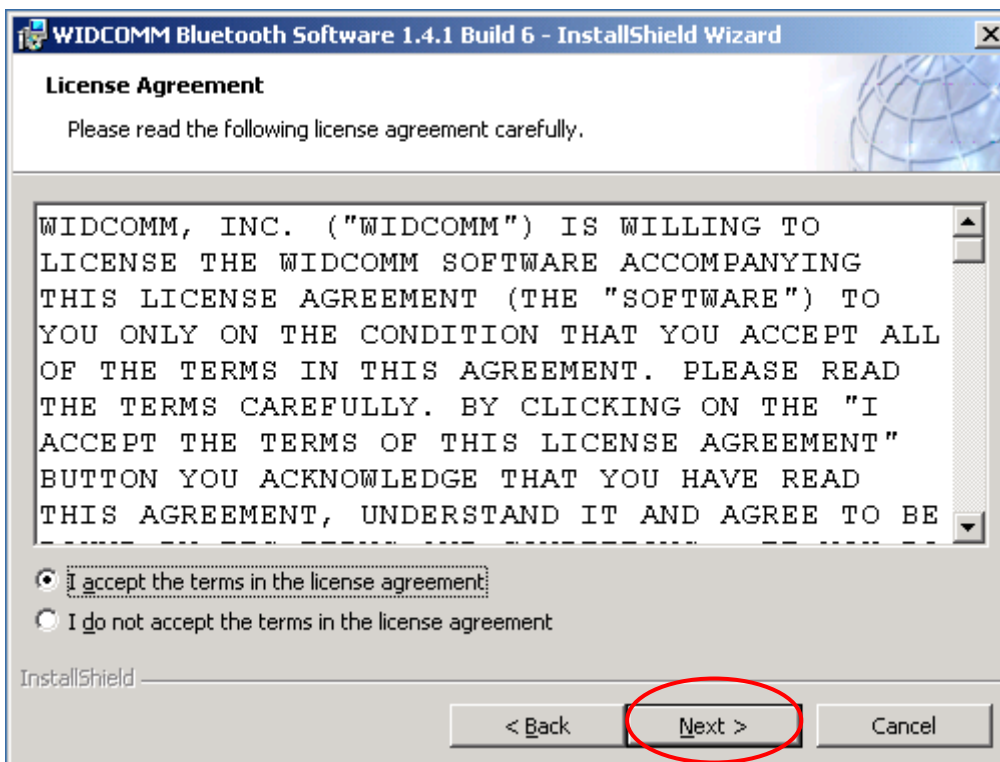 WIDCOMM Bluetooth Software 1.4.1 Build 6 - InstallShield Wizard
License Agreement
Please read the following license agreement carefully.
WIDCOMM, INC. ("WIDCOMM") IS WILLING TO
LICENSE THE WIDCOMM SOFTWARE ACCOMPANYING
THIS LICENSE AGREEMENT (THE "SOFTWARE") TO
YOU ONLY ON THE CONDITION THAT YOU ACCEPT ALL
OF THE TERMS IN THIS AGREEMENT. PLEASE READ
THE TERMS CAREFULLY. BY CLICKING ON THE "I
ACCEPT THE TERMS OF THIS LICENSE AGREEMENT"
BUTTON YOU ACKNOWLEDGE THAT YOU HAVE READ
THIS AGREEMENT, UNDERSTAND IT AND AGREE TO BE
I accept the terms in the license agreement
I do not accept the terms in the license agreement
InstallShield
< Back Next > Cancel